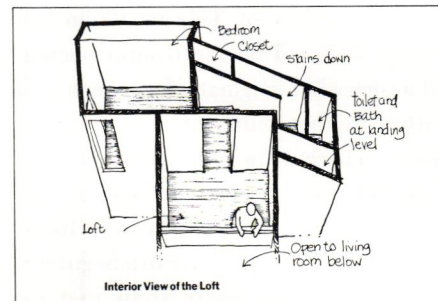 Bedroom
Closet
Stairs down
toilet and
Bath
at landing
level
Loft
Open to living
room below
Interior View of the Loft